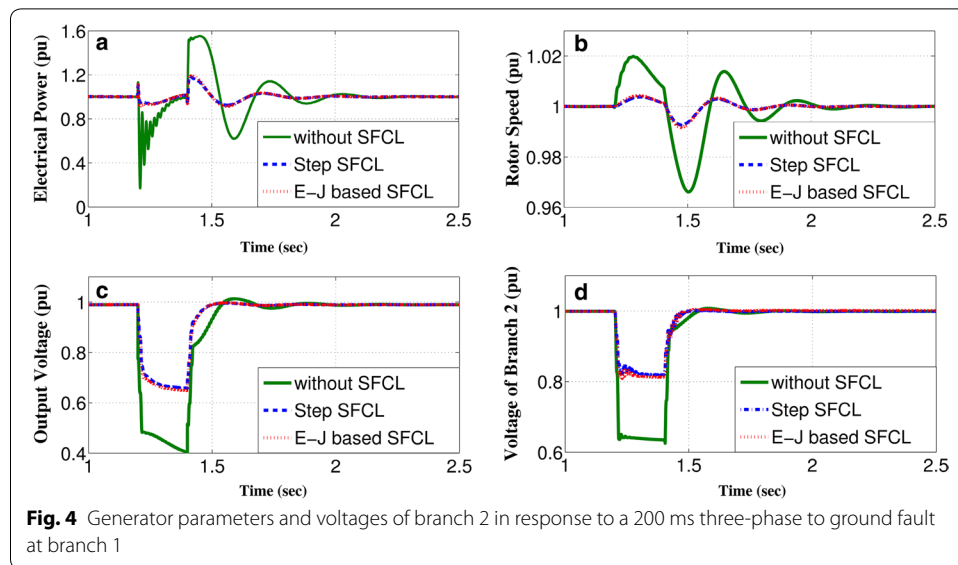 a
Electrical Power (pu)
1.6
1.2
0.8
0.4
0
without SFCL
Step SFCL
E-J based SFCL
1
1.5
2
2.5
Time (sec)
b
Rotor Speed (pu)
1.02
1
0.98
0.96
without SFCL
Step SFCL
E-J based SFCL
1
1.5
2
2.5
Time (sec)
c
Output Voltage (pu)
1
0.8
0.6
0.4
without SFCL
Step SFCL
E-J based SFCL
1
1.5
2
2.5
Time (sec)
d
Voltage of Branch 2 (pu)
1
0.8
0.6
without SFCL
Step SFCL
E-J based SFCL
1
1.5
2
2.5
Time (sec)
Fig. 4 Generator parameters and voltages of branch 2 in response to a 200 ms three-phase to ground fault
at branch 1